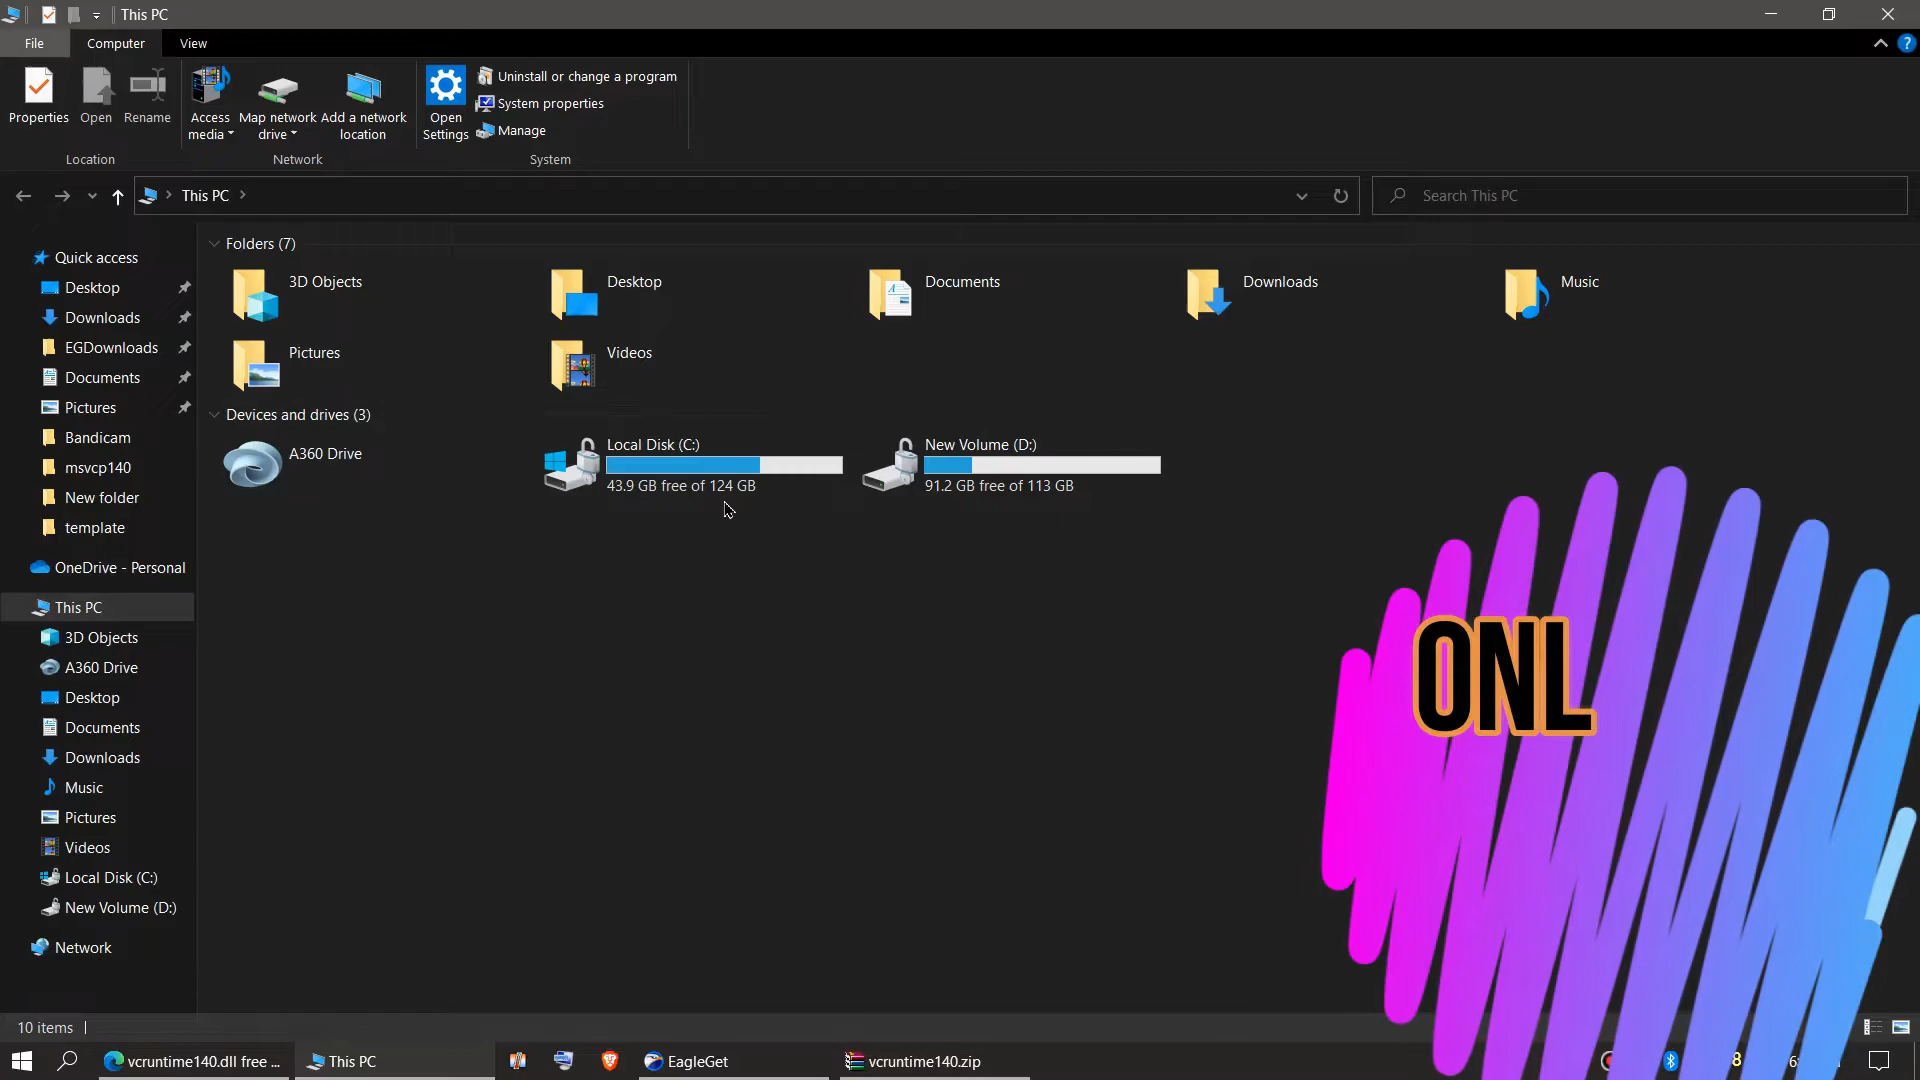 This PC
File
Computer
View
Properties
Open
Rename
Access media
Map network drive
Add a network location
Open Settings
Uninstall or change a program
System properties
Manage
Location
Network
System
This PC
Search This PC
Quick access
Desktop
Downloads
EGDownloads
Documents
Pictures
Bandicam
msvcp140
New folder
template
OneDrive - Personal
This PC
3D Objects
A360 Drive
Desktop
Documents
Downloads
Music
Pictures
Videos
Local Disk (C:)
New Volume (D:)
Network
Folders (7)
3D Objects
Desktop
Documents
Downloads
Music
Pictures
Videos
Devices and drives (3)
A360 Drive
Local Disk (C:)
43.9 GB free of 124 GB
New Volume (D:)
91.2 GB free of 113 GB
ONL
10 items
vcruntime140.dll free ...
This PC
EagleGet
vcruntime140.zip